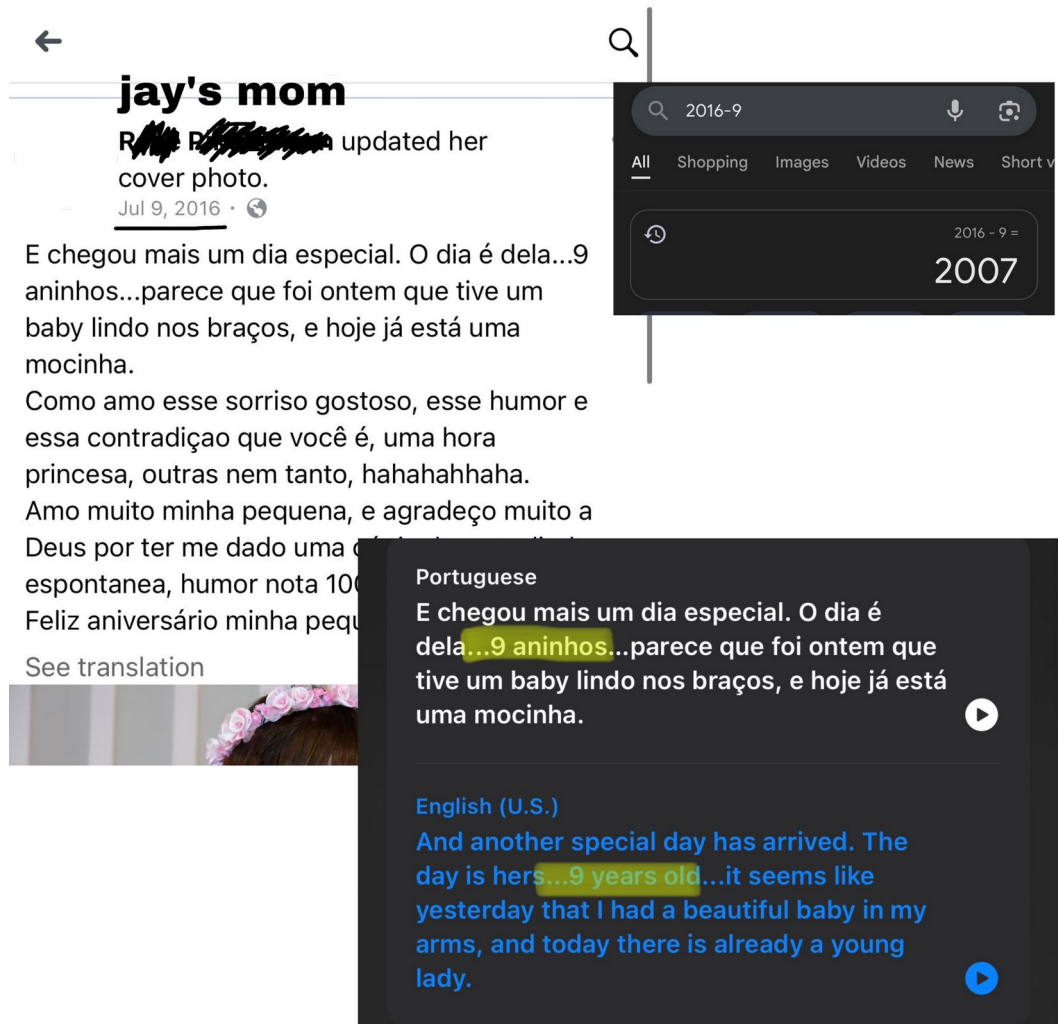 jay's mom
updated her
cover photo.
Jul 9, 2016 ·
E chegou mais um dia especial. O dia é dela...9
aninhos...parece que foi ontem que tive um
baby lindo nos braços, e hoje já está uma
mocinha.
Como amo esse sorriso gostoso, esse humor e
essa contradiçao que você é, uma hora
princesa, outras nem tanto, hahahahhaha.
Amo muito minha pequena, e agradeço muito a
Deus por ter me dado uma
espontanea, humor nota
Feliz aniversário minha
See translation
2016-9
All Shopping Images Videos News Short
2016 - 9 =
2007
Portuguese
E chegou mais um dia especial. O dia é
dela...9 aninhos...parece que foi ontem que
tive um baby lindo nos braços, e hoje já está
uma mocinha.
English (U.S.)
And another special day has arrived. The
day is hers...9 years old...it seems like
yesterday that I had a beautiful baby in my
arms, and today there is already a young
lady.